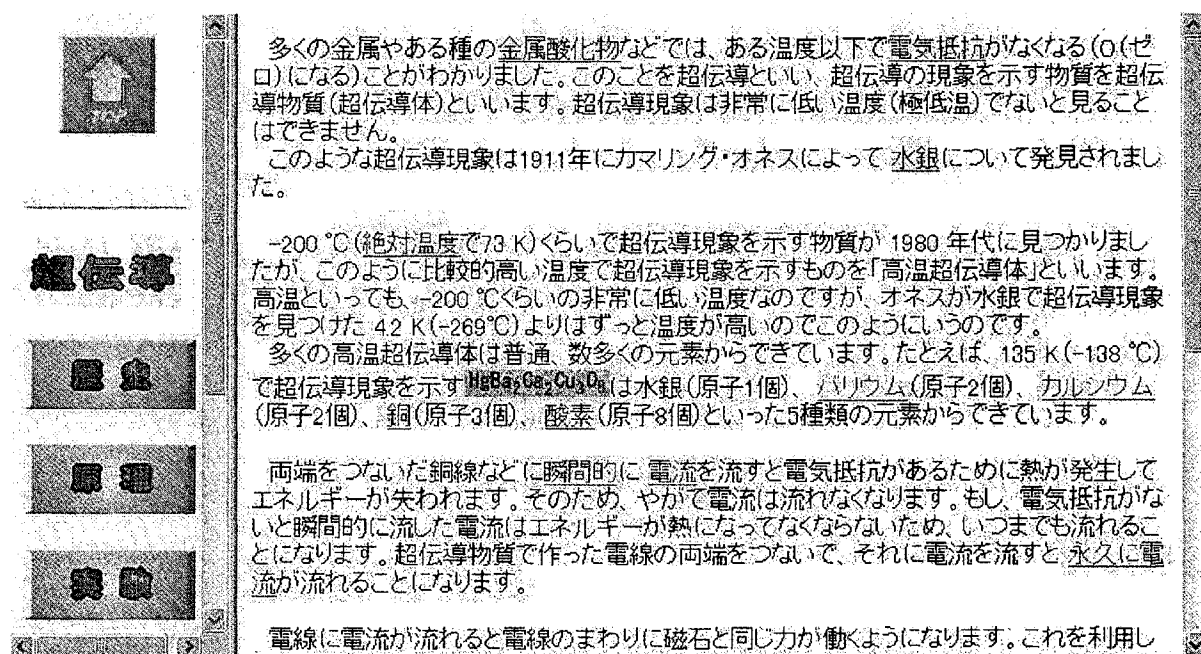 TOP
超伝導
歴史
原理
実験
多くの金属やある種の金属酸化物などでは、ある温度以下で電気抵抗がなくなる(0(ゼ
ロ)になる)ことがわかりました。このことを超伝導といい、超伝導の現象を示す物質を超伝
導物質(超伝導体)といいます。超伝導現象は非常に低い温度(極低温)でないと見ること
はできません。
このような超伝導現象は1911年にカマリング・オネスによって 水銀について発見されまし
た。
-200 ℃(絶対温度で73 K)くらいで超伝導現象を示す物質が 1980 年代に見つかりまし
たが、このように比較的高い温度で超伝導現象を示すものを「高温超伝導体」といいます。
高温といっても、-200 ℃くらいの非常に低い温度なのですが、オネスが水銀で超伝導現象
を見つけた 4.2 K(-269℃)よりはずっと温度が高いのでこのようにいうのです。
多くの高温超伝導体は普通、数多くの元素からできています。たとえば、135 K(-138 ℃)
で超伝導現象を示すHgBa₂Ca₂Cu₃O₈は水銀(原子1個)、バリウム(原子2個)、カルシウム
(原子2個)、銅(原子3個)、酸素(原子8個)といった5種類の元素からできています。
両端をつないだ銅線などに瞬間的に 電流を流すと電気抵抗があるために熱が発生して
エネルギーが失われます。そのため、やがて電流は流れなくなります。もし、電気抵抗がな
いと瞬間的に流した電流はエネルギーが熱になってなくならないため、いつまでも流れるこ
とになります。超伝導物質で作った電線の両端をつないで、それに電流を流すと 永久に電
流が流れることになります。
電線に電流が流れると電線のまわりに磁石と同じ力が働くようになります。これを利用し